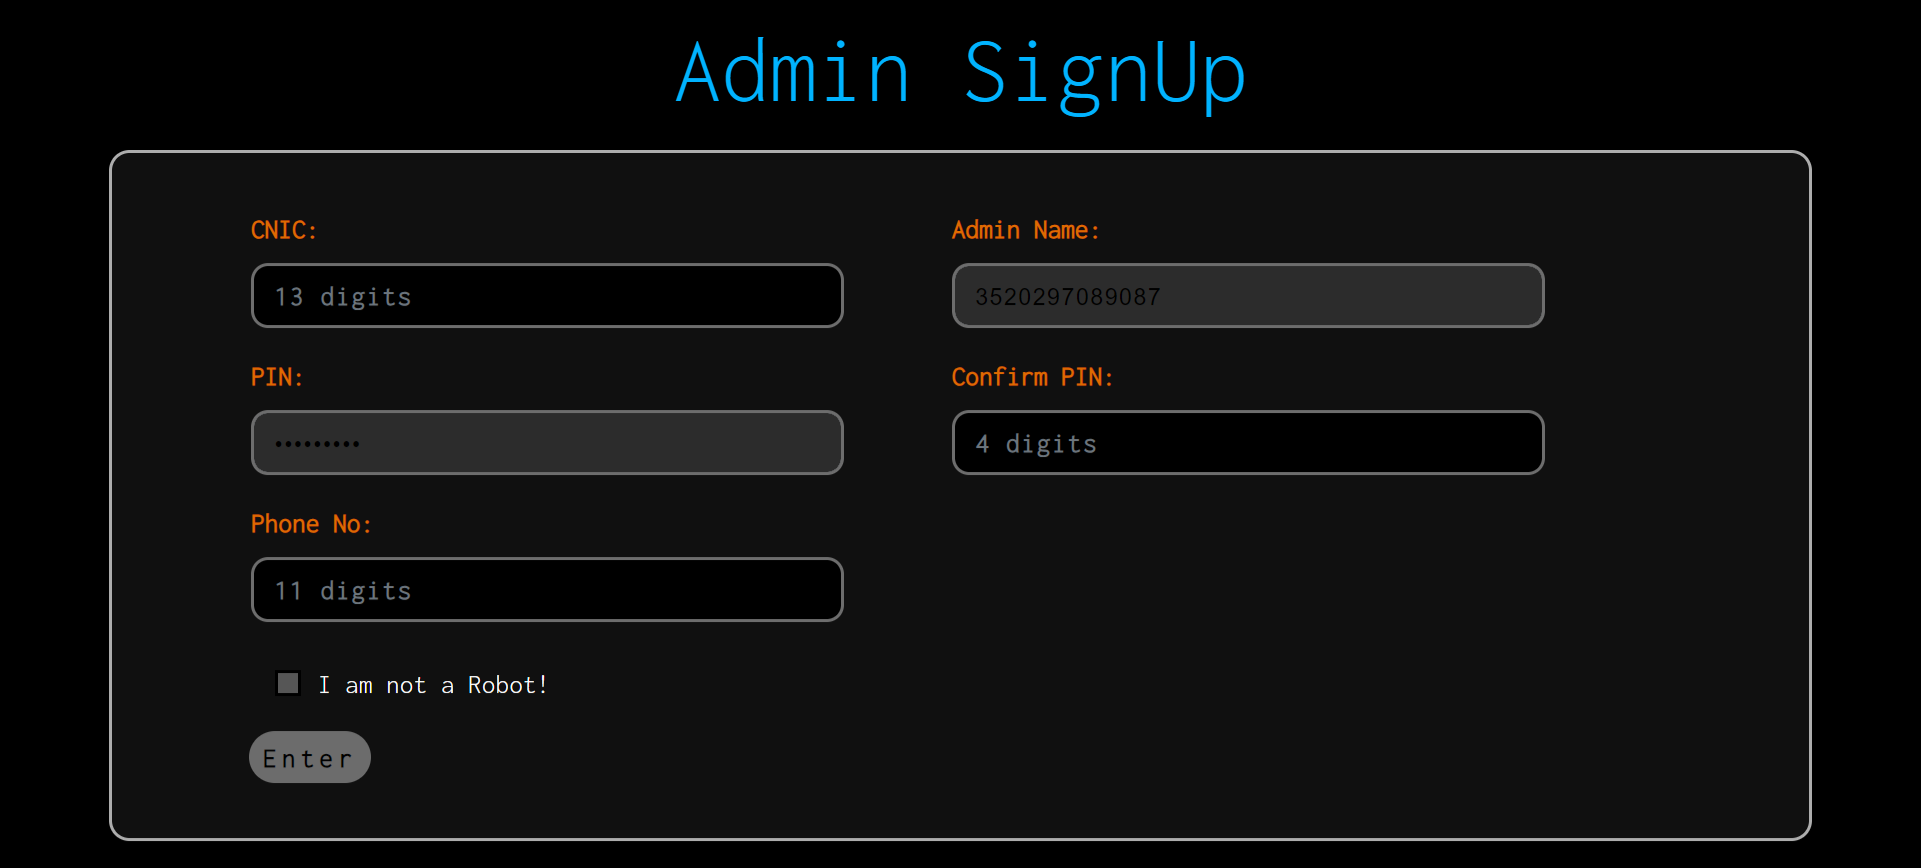 Admin SignUp
CNIC:
Admin Name:
13 digits
3520297089087
PIN:
Confirm PIN:
•••••••••
4 digits
Phone No:
11 digits
I am not a Robot!
Enter